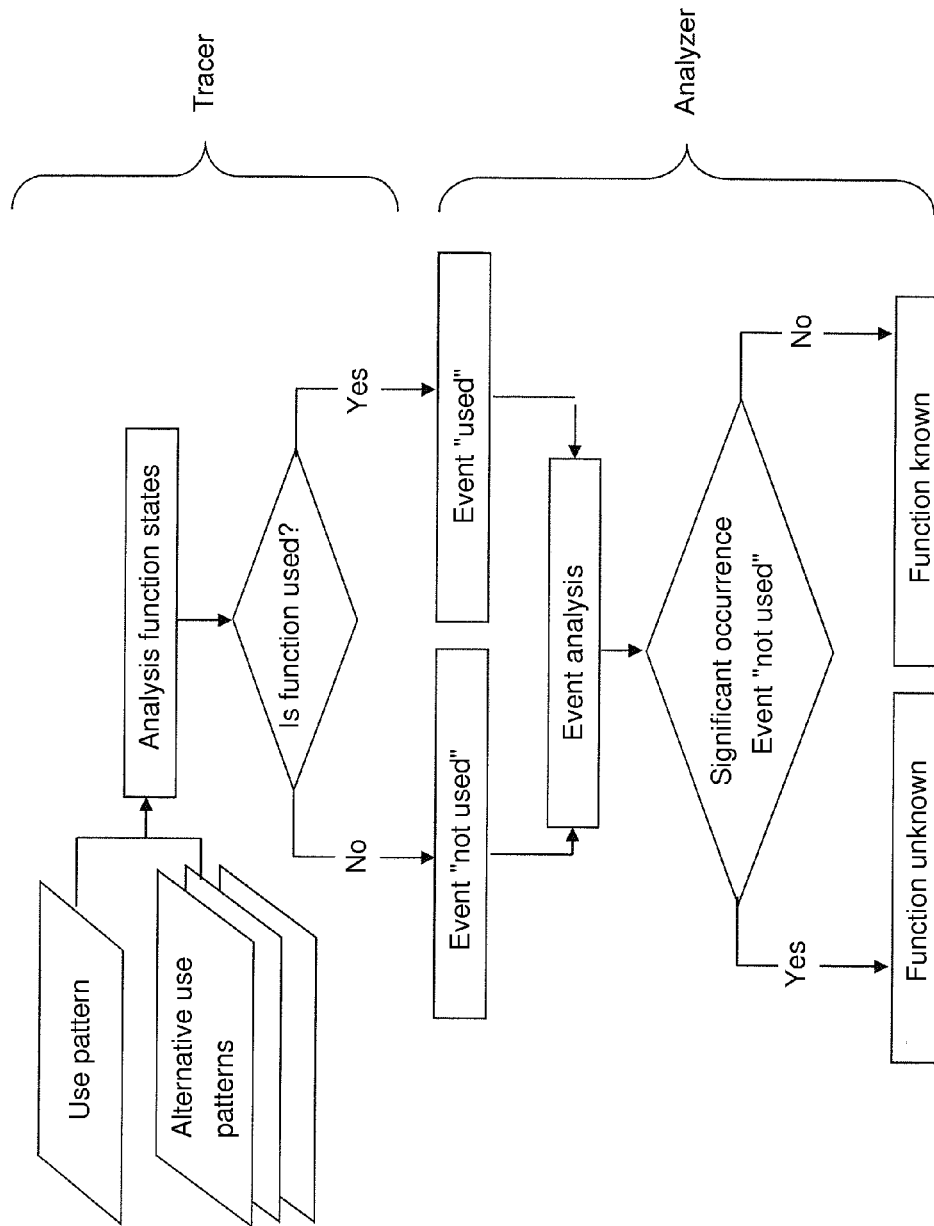 Use pattern
Alternative use
patterns
Analysis function states
Is function used?
No
Yes
Tracer
Event "not used"
Event "used"
Event analysis
Significant occurrence
Event "not used"
Yes
No
Function unknown
Function known
Analyzer